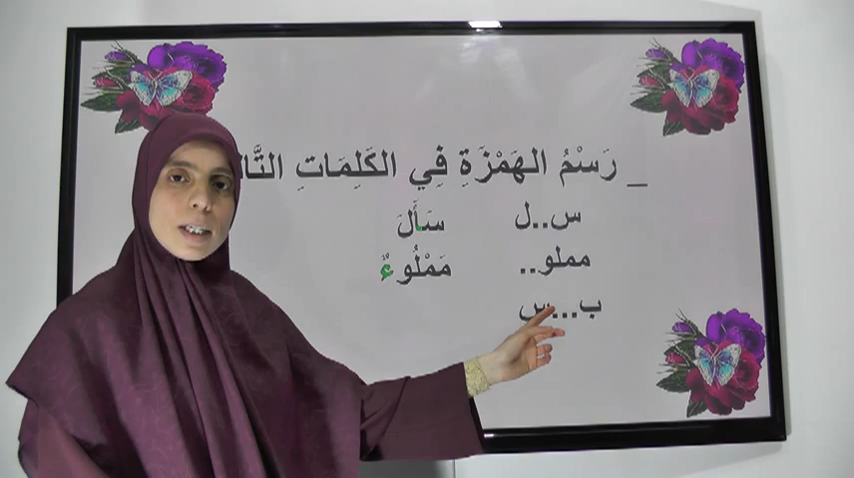 _ رَسْمُ الهَمْزَةِ فِي الكَلِمَاتِ
س..ل سَأَلَ
مملو.. مَمْلُوءٌ
ب...س